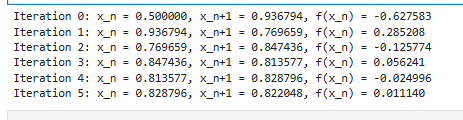 Iteration 0: x_n = 0.500000, x_n+1 = 0.936794, f(x_n) = -0.627583
Iteration 1: x_n = 0.936794, x_n+1 = 0.769659, f(x_n) = 0.285208
Iteration 2: x_n = 0.769659, x_n+1 = 0.847436, f(x_n) = -0.125774
Iteration 3: x_n = 0.847436, x_n+1 = 0.813577, f(x_n) = 0.056241
Iteration 4: x_n = 0.813577, x_n+1 = 0.828796, f(x_n) = -0.024996
Iteration 5: x_n = 0.828796, x_n+1 = 0.822048, f(x_n) = 0.011140